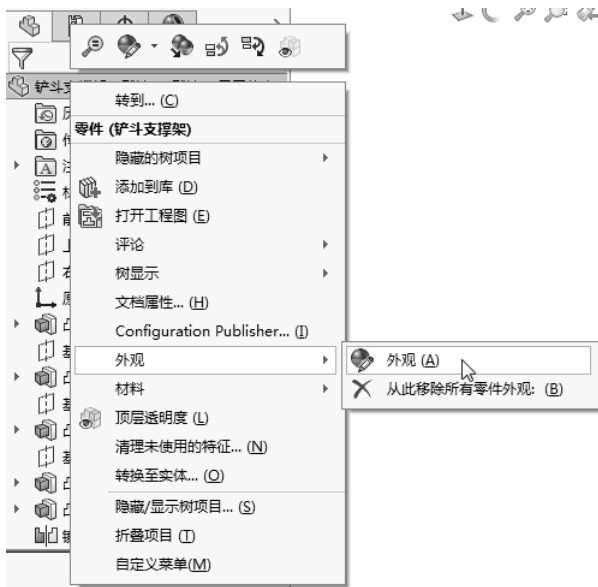 铲斗支
转到... (C)
零件 (铲斗支撑架)
隐藏的树项目
添加到库 (D)
打开工程图 (E)
评论
树显示
文档属性... (H)
Configuration Publisher... (I)
外观
外观 (A)
材料
从此移除所有零件外观: (B)
顶层透明度 (L)
清理未使用的特征... (N)
转换至实体... (O)
隐藏/显示树项目... (S)
折叠项目 (T)
自定义菜单(M)